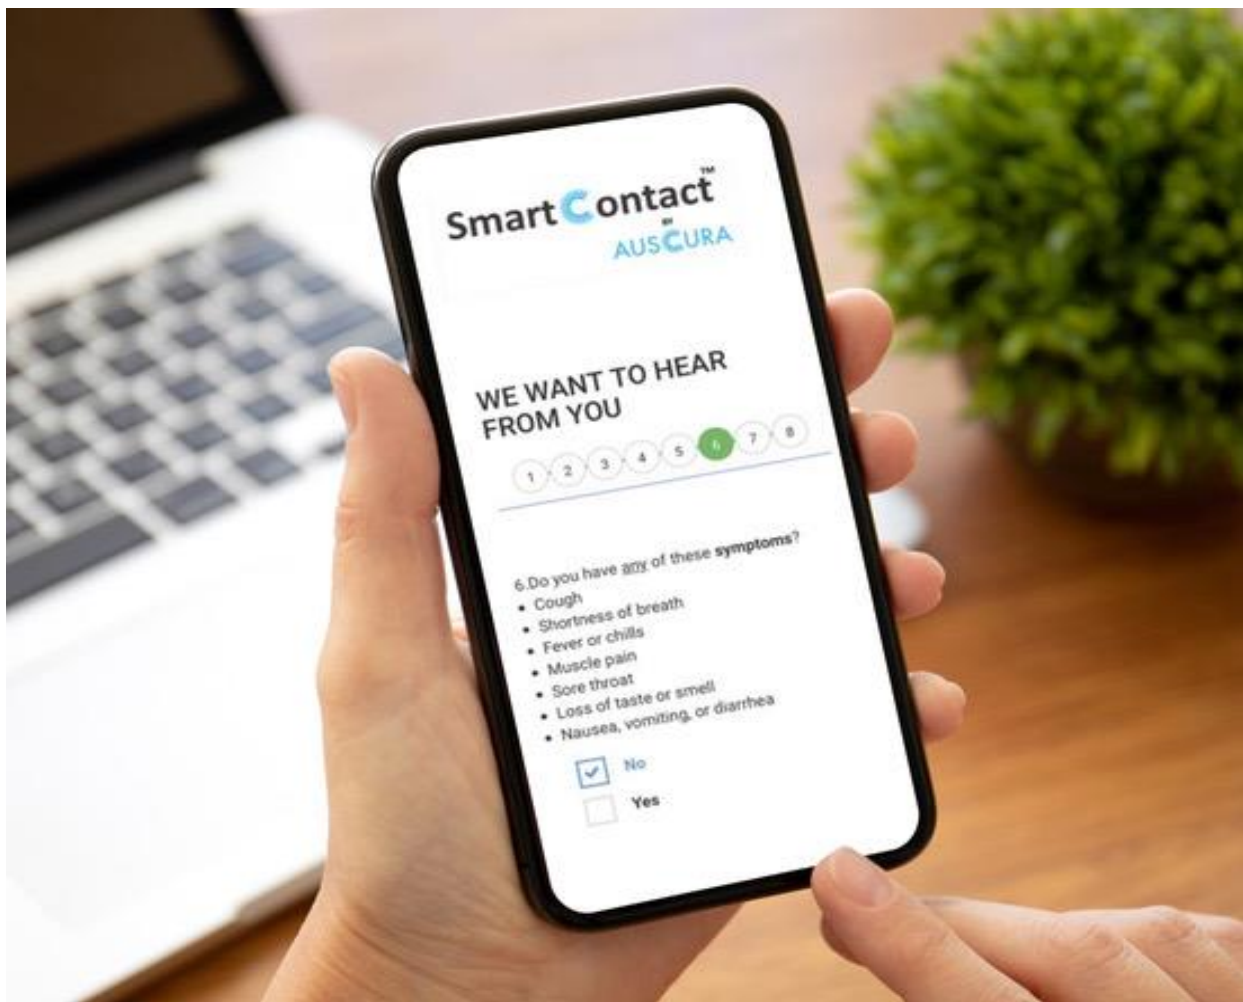 SmartContact™
BY
AUSCURA
WE WANT TO HEAR
FROM YOU
1 2 3 4 5 6 7 8
6.Do you have any of these symptoms?
• Cough
• Shortness of breath
• Fever or chills
• Muscle pain
• Sore throat
• Loss of taste or smell
• Nausea, vomiting, or diarrhea
No
Yes